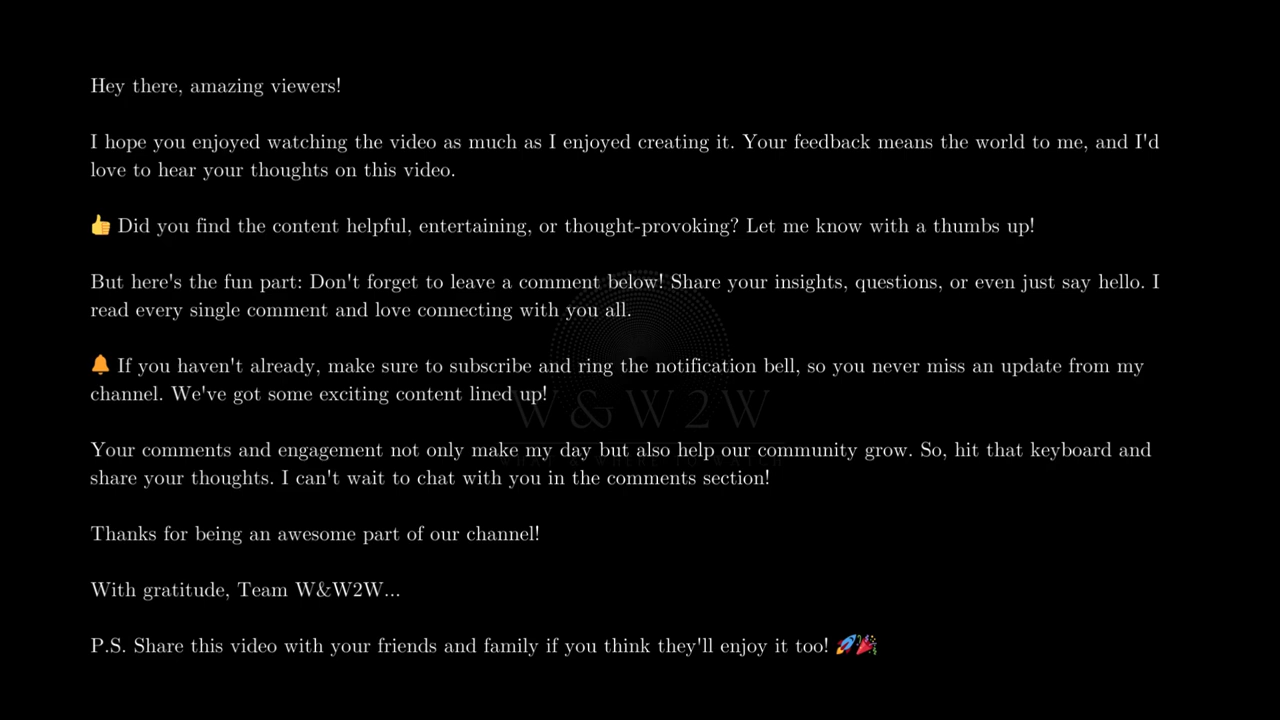 Hey there, amazing viewers!
I hope you enjoyed watching the video as much as I enjoyed creating it. Your feedback means the world to me, and I'd
love to hear your thoughts on this video.
👍 Did you find the content helpful, entertaining, or thought-provoking? Let me know with a thumbs up!
But here's the fun part: Don't forget to leave a comment below! Share your insights, questions, or even just say hello. I
read every single comment and love connecting with you all.
🔔 If you haven't already, make sure to subscribe and ring the notification bell, so you never miss an update from my
channel. We've got some exciting content lined up!
W&W2W
Your comments and engagement not only make my day but also help our community grow. So, hit that keyboard and
share your thoughts. I can't wait to chat with you in the comments section!
Thanks for being an awesome part of our channel!
With gratitude, Team W&W2W...
P.S. Share this video with your friends and family if you think they'll enjoy it too! 🚀🎉